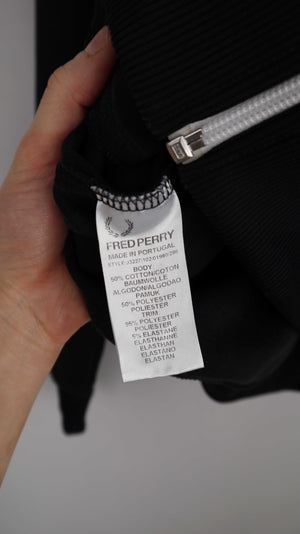 FRED PERRY
MADE IN PORTUGAL
BODY
50% COTTON/COTON
BAUMWOLLE
ALGODON/ALGODAO
PAMUK
50% POLYESTER
POLIESTER
TRIM
95% POLYESTER
POLIESTER
5% ELASTANE
ELASTHANNE
ELASTHAN
ELASTANO
ELASTAN